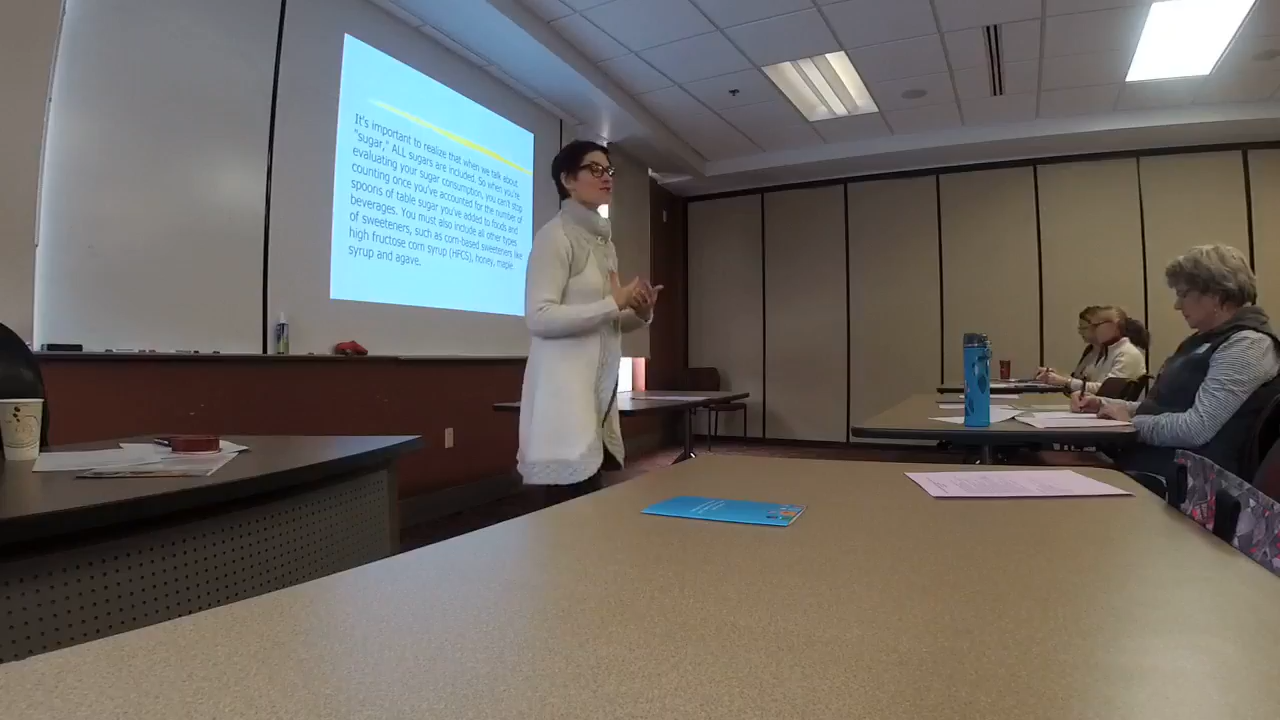 It's important to realize that when we talk about
"sugar," ALL sugars are included. So when you're
evaluating your sugar consumption, you can't stop
counting once you've accounted for the number of
spoons of table sugar you've added to foods and
beverages. You must also include all other types
of sweeteners, such as corn-based sweeteners like
high fructose corn syrup (HFCS), honey, maple
syrup and agave.